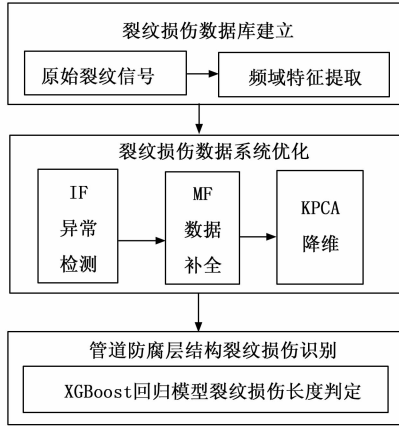 裂纹损伤数据库建立
原始裂纹信号
频域特征提取
裂纹损伤数据系统优化
IF
异常
检测
MF
数据
补全
KPCA
降维
管道防腐层结构裂纹损伤识别
XGBoost回归模型裂纹损伤长度判定